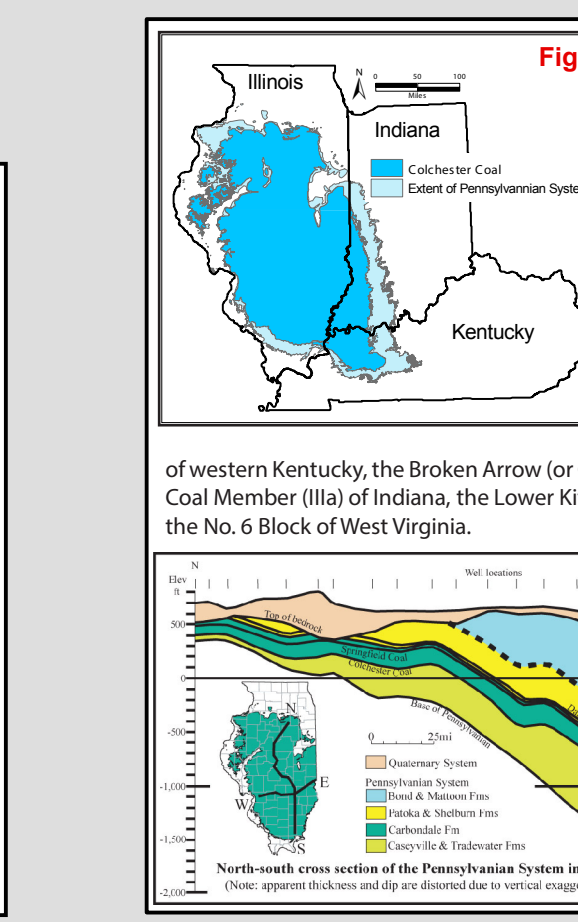 Fig
N
0 50 100
Miles
Illinois
Indiana
Colchester Coal
Extent of Pennsylvannian Syste
Kentucky
of western Kentucky, the Broken Arrow (or
Coal Member (IIIa) of Indiana, the Lower Ki
the No. 6 Block of West Virginia.
N
Well locations
Elev
ft
500
Top of bedrock
Springfield Coal
Colchester Coal
0
Base of Pennsylvanian
Da
-500
0 25mi
N
Quaternary System
Pennsylvanian System
E
-1,000
Bond & Mattoon Fms
W
Patoka & Shelburn Fms
Carbondale Fm
-1,500
S
Caseyville & Tradewater Fms
North-south cross section of the Pennsylvanian System in
(Note: apparent thickness and dip are distorted due to vertical exagge
-2,000